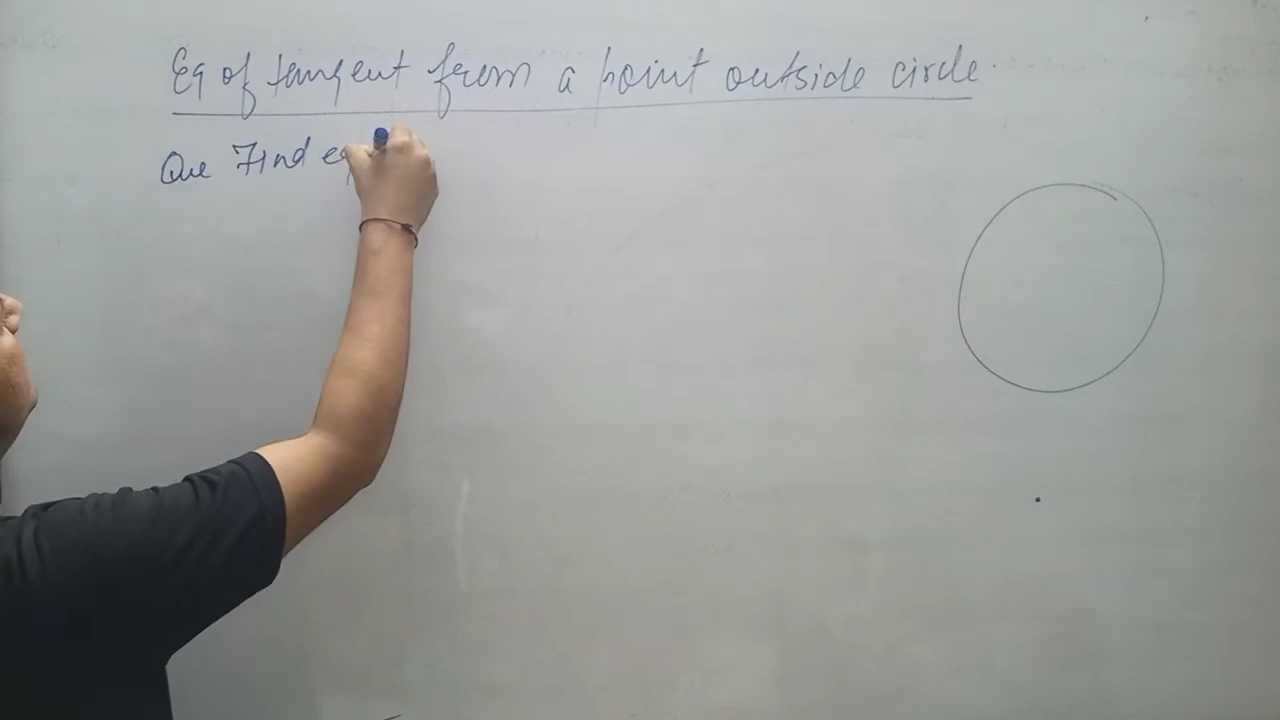 Eq of tangent from a point outside circle.
Que Find eq